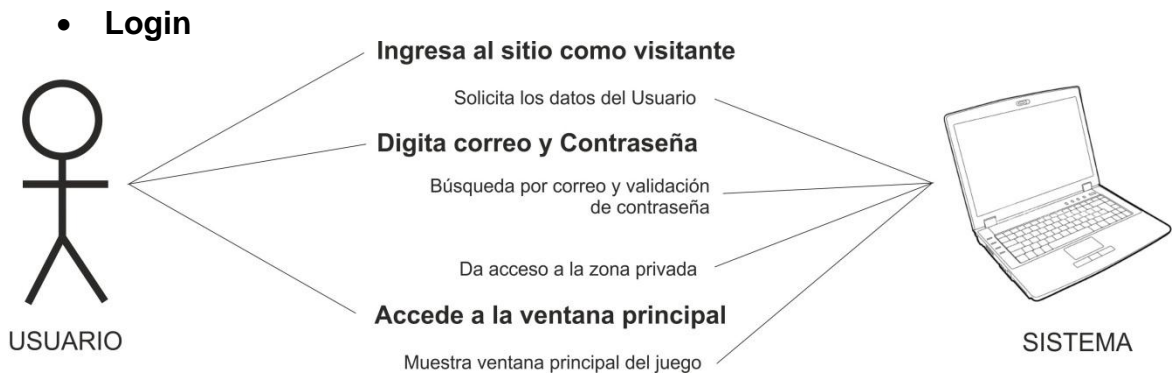 • Login
Ingresa al sitio como visitante
Solicita los datos del Usuario
Digita correo y Contraseña
Búsqueda por correo y validación
de contraseña
Da acceso a la zona privada
Accede a la ventana principal
Muestra ventana principal del juego
USUARIO
SISTEMA